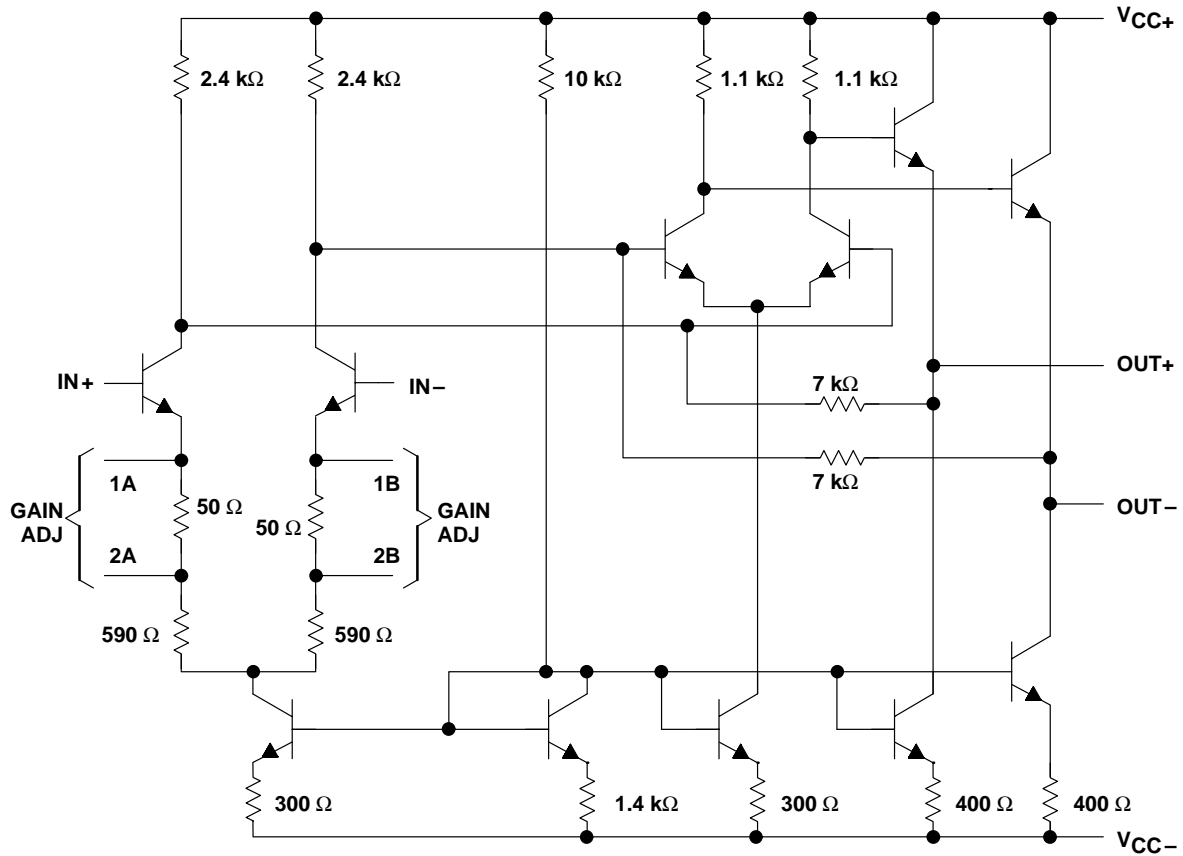 VCC+
2.4 kΩ
2.4 kΩ
10 kΩ
1.1 kΩ
1.1 kΩ
IN+
IN−
OUT+
7 kΩ
7 kΩ
1A
1B
GAIN
ADJ
50 Ω
50 Ω
GAIN
ADJ
OUT−
2A
2B
590 Ω
590 Ω
300 Ω
1.4 kΩ
300 Ω
400 Ω
400 Ω
VCC−